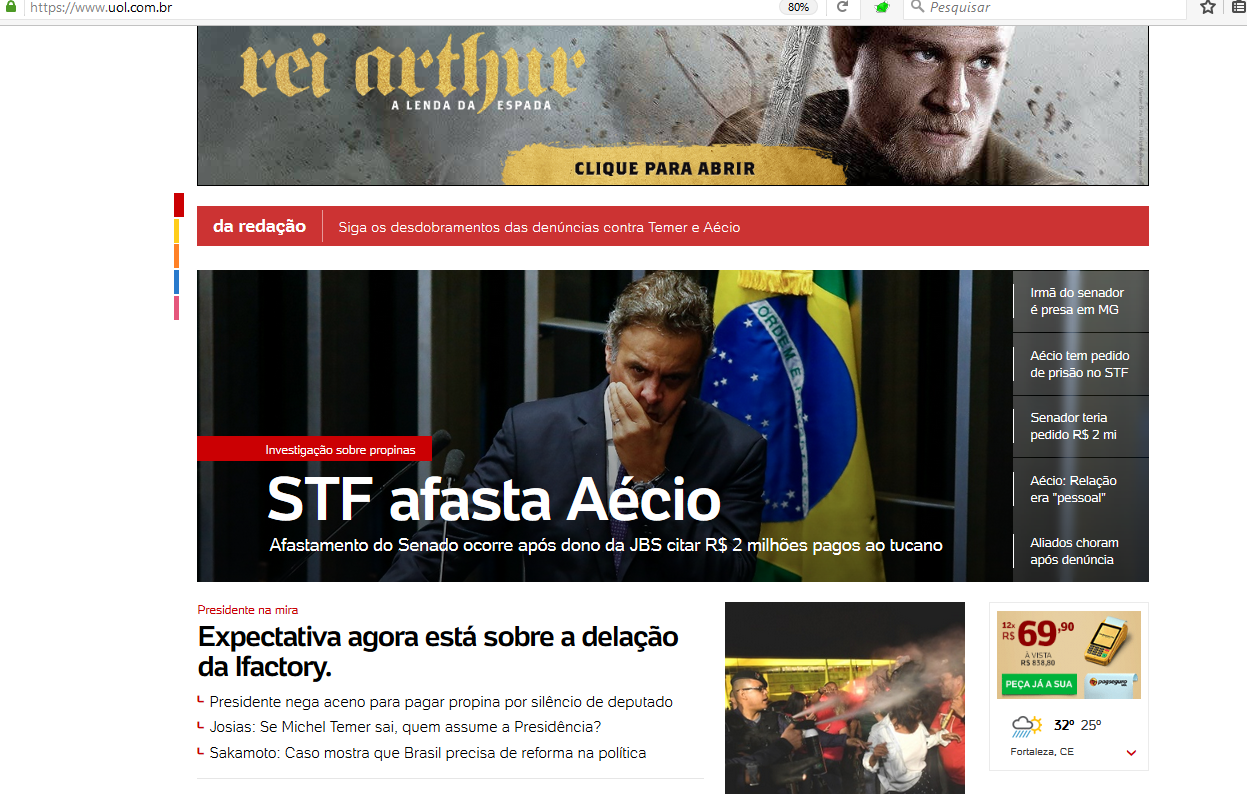 https://www.uol.com.br
80%
Pesquisar
rei arthur
A LENDA DA ESPADA
CLIQUE PARA ABRIR
da redação
Siga os desdobramentos das denúncias contra Temer e Aécio
ORDEM E
Investigação sobre propinas
STF afasta Aécio
Afastamento do Senado ocorre após dono da JBS citar R$ 2 milhões pagos ao tucano
Irmã do senador
é presa em MG
Aécio tem pedido
de prisão no STF
Senador teria
pedido R$ 2 mi
Aécio: Relação
era "pessoal"
Aliados choram
após denúncia
Presidente na mira
Expectativa agora está sobre a delação
da Ifactory.
Presidente nega aceno para pagar propina por silêncio de deputado
Josias: Se Michel Temer sai, quem assume a Presidência?
Sakamoto: Caso mostra que Brasil precisa de reforma na política
12x
R$ 69,90
À VISTA
R$ 838,80
PEÇA JÁ A SUA
pagseguro
32º 25º
Fortaleza, CE